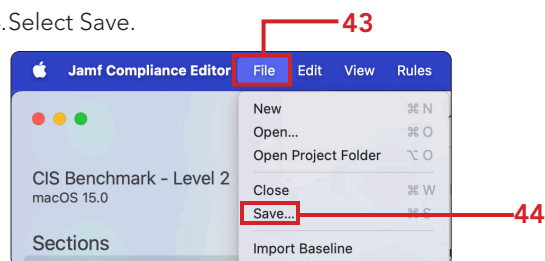 .Select Save.
43
Jamf Compliance Editor File Edit View Rules
New ⌘ N
Open... ⌘ O
Open Project Folder ⌥ O
CIS Benchmark - Level 2
macOS 15.0
Close ⌘ W
Save... ⌘ S
44
Sections
Import Baseline